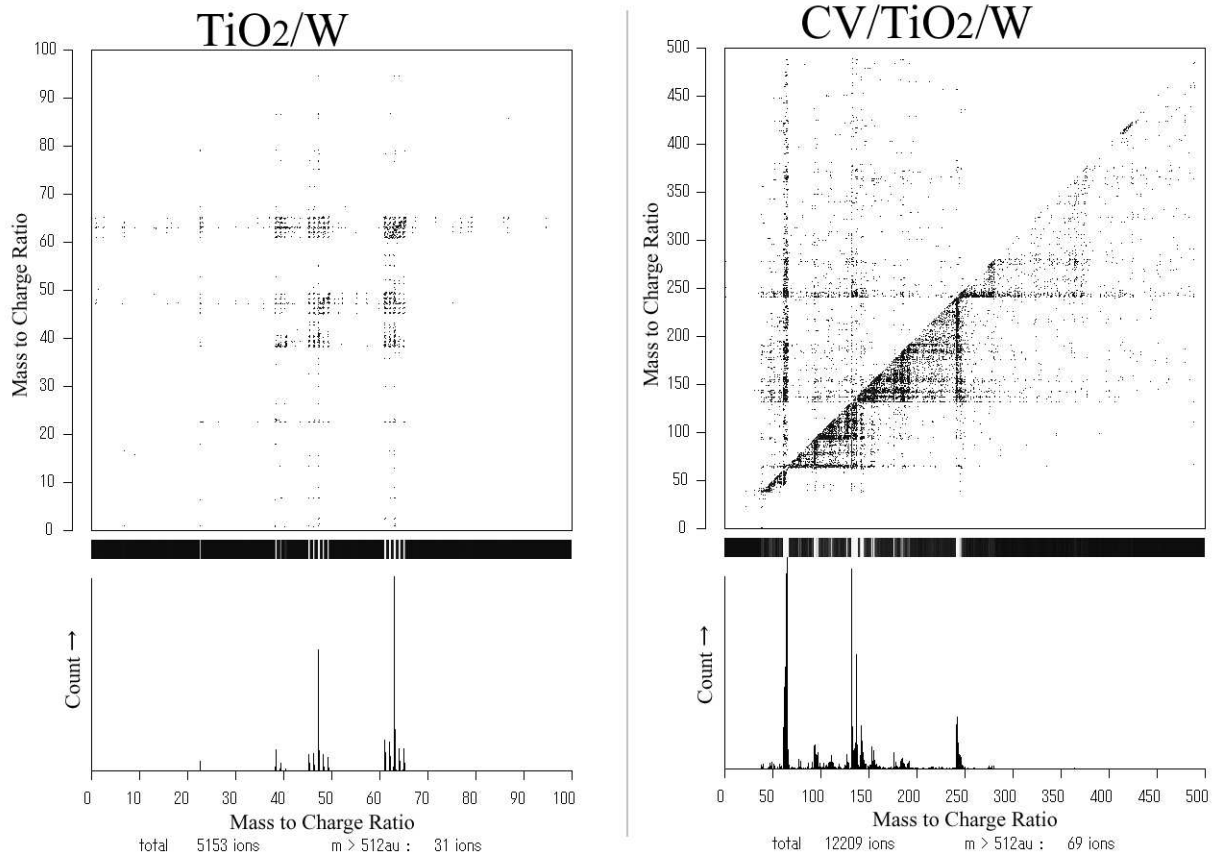 TiO2/W
100
90
80
70
60
50
40
30
20
10
0
Mass to Charge Ratio
Count →
0 10 20 30 40 50 60 70 80 90 100
Mass to Charge Ratio
total 5153 ions m > 512au : 31 ions
CV/TiO2/W
500
450
400
350
300
250
200
150
100
50
0
Mass to Charge Ratio
Count →
0 50 100 150 200 250 300 350 400 450 500
Mass to Charge Ratio
total 12209 ions m > 512au : 69 ions